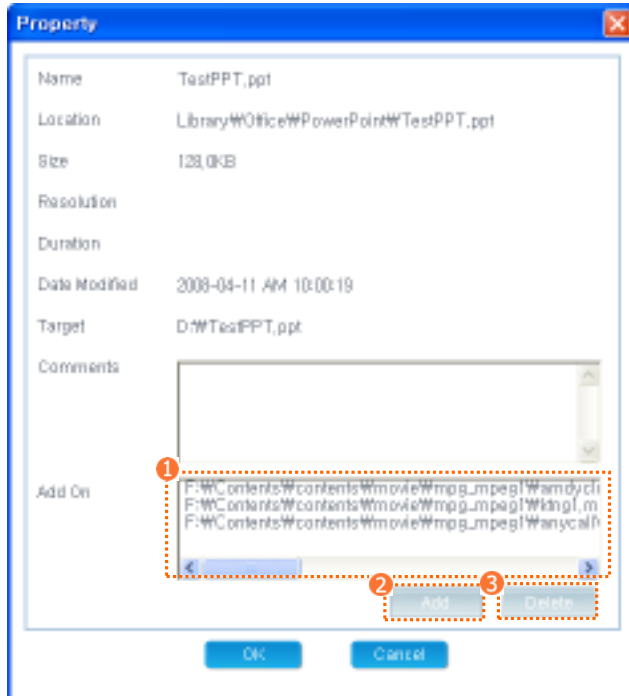 Property
Name TestPPT,ppt
Location Library₩Office₩PowerPoint₩TestPPT,ppt
Size 128,0KB
Resolution
Duration
Date Modified 2008-04-11 AM 10:00:19
Target D:₩TestPPT,ppt
Comments
1
Add On
F:₩Contents₩contents₩movie₩mpg_mpeg1₩amdycli
F:₩Contents₩contents₩movie₩mpg_mpeg1₩ktng1,m
F:₩Contents₩contents₩movie₩mpg_mpeg1₩anycall
2 Add 3 Delete
OK Cancel